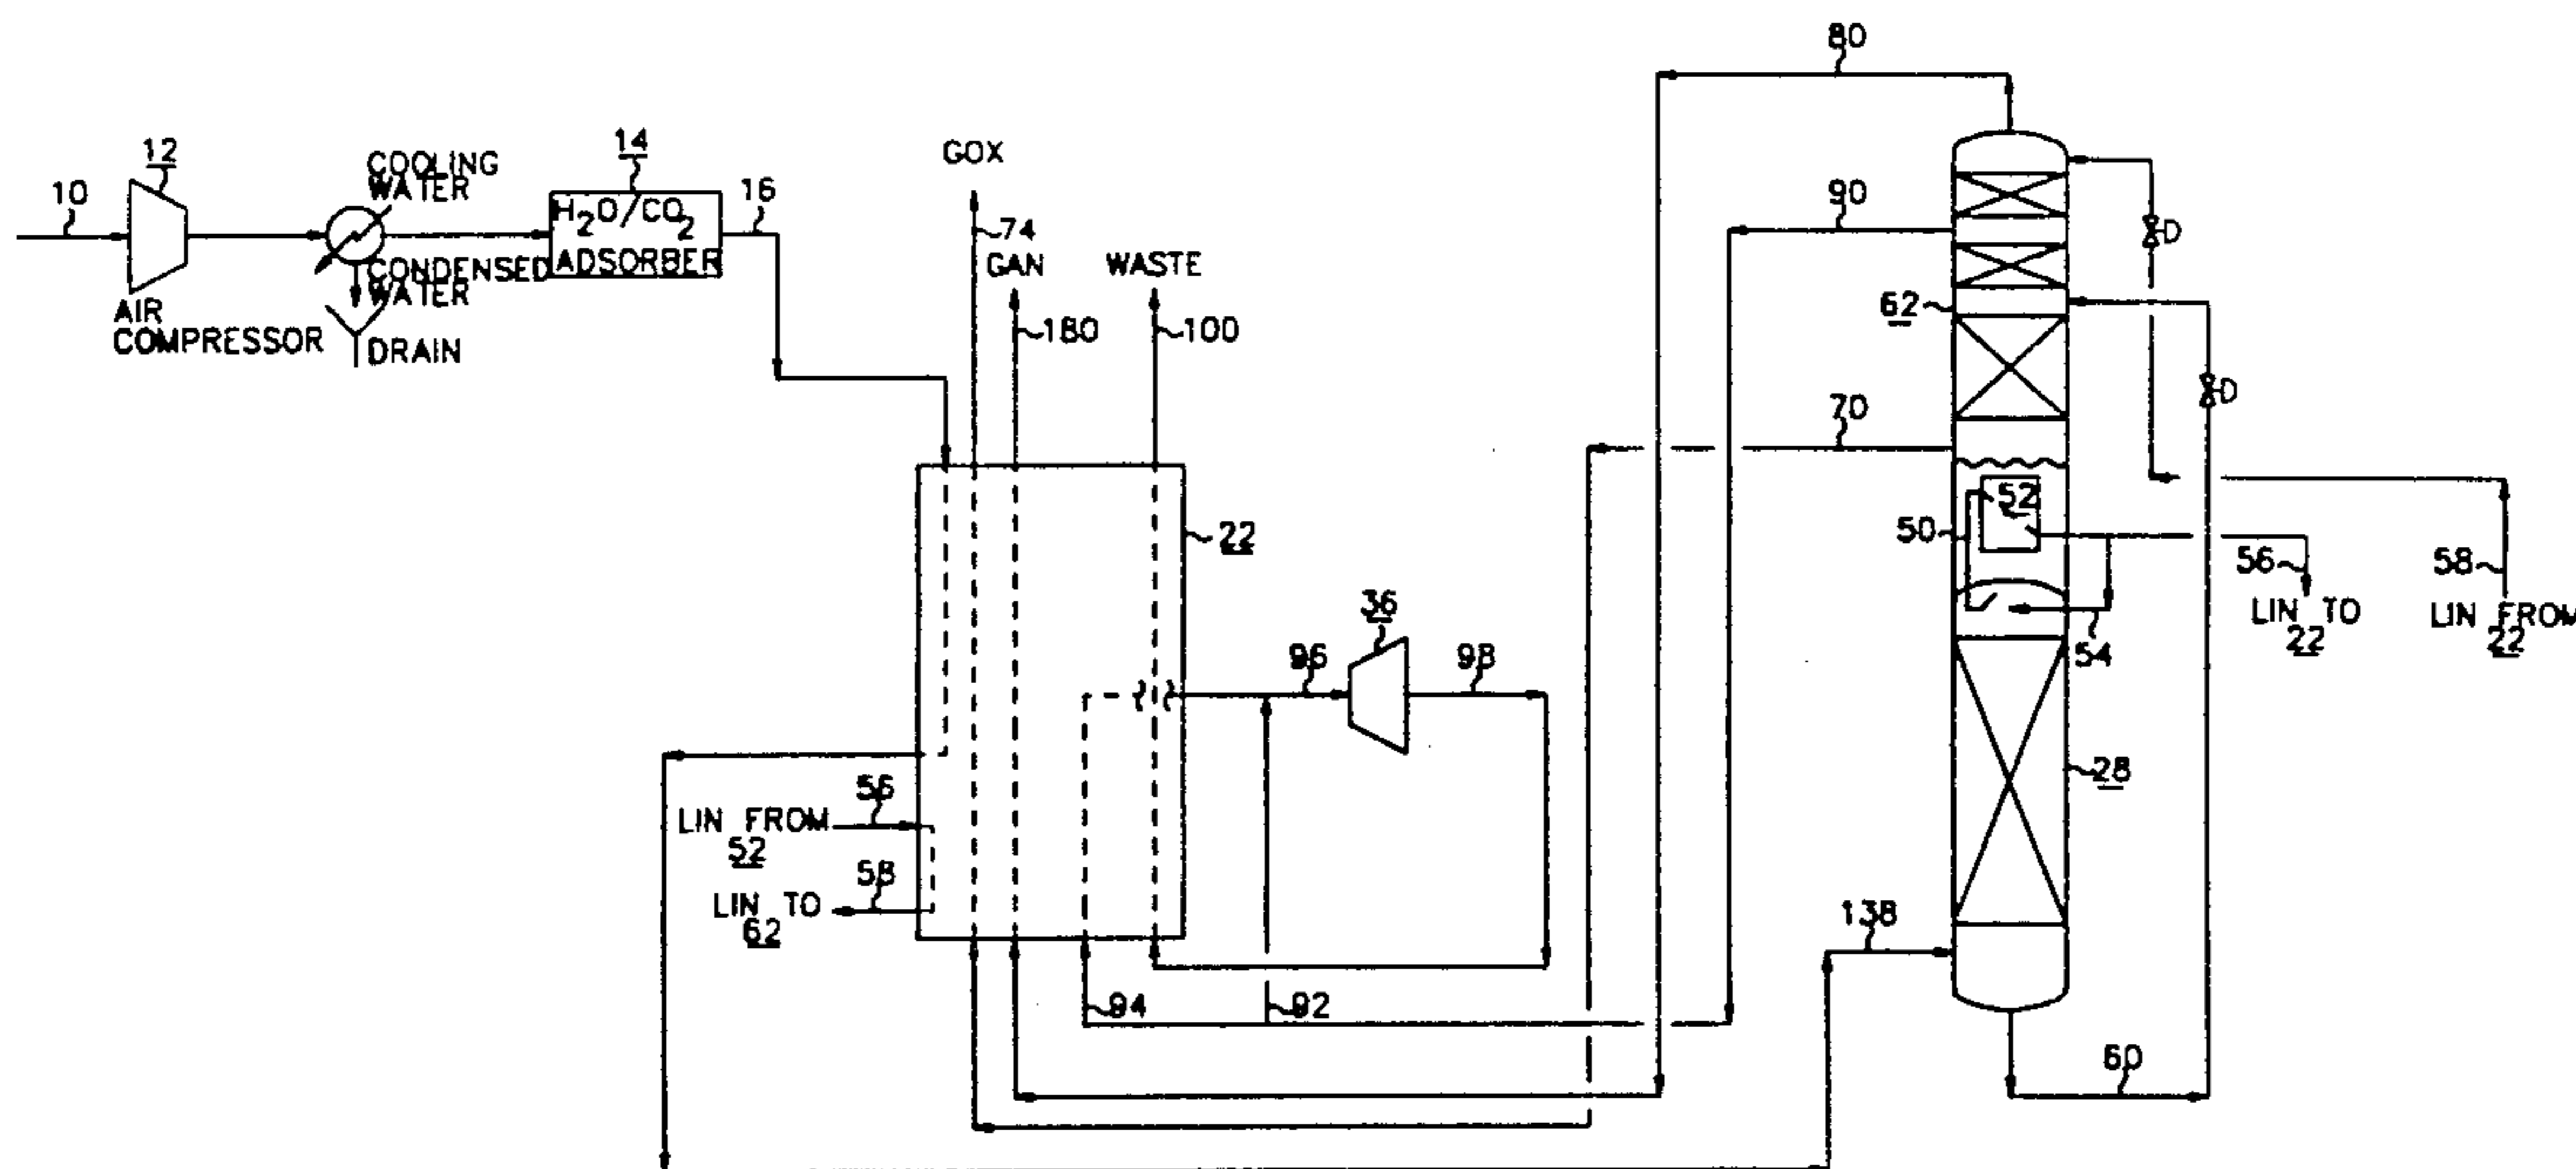 80
12
COOLING
WATER
14
GOX
10
H2O/CO2
ADSORBER
16
90
74
GAN
WASTE
D
CONDENSED
WATER
AIR
COMPRESSOR
DRAIN
180
100
62
D
70
22
52
50
56
LIN TO
22
58
LIN FROM
22
54
36
96
98
28
56
LIN FROM
52
58
LIN TO
62
138
94
92
60